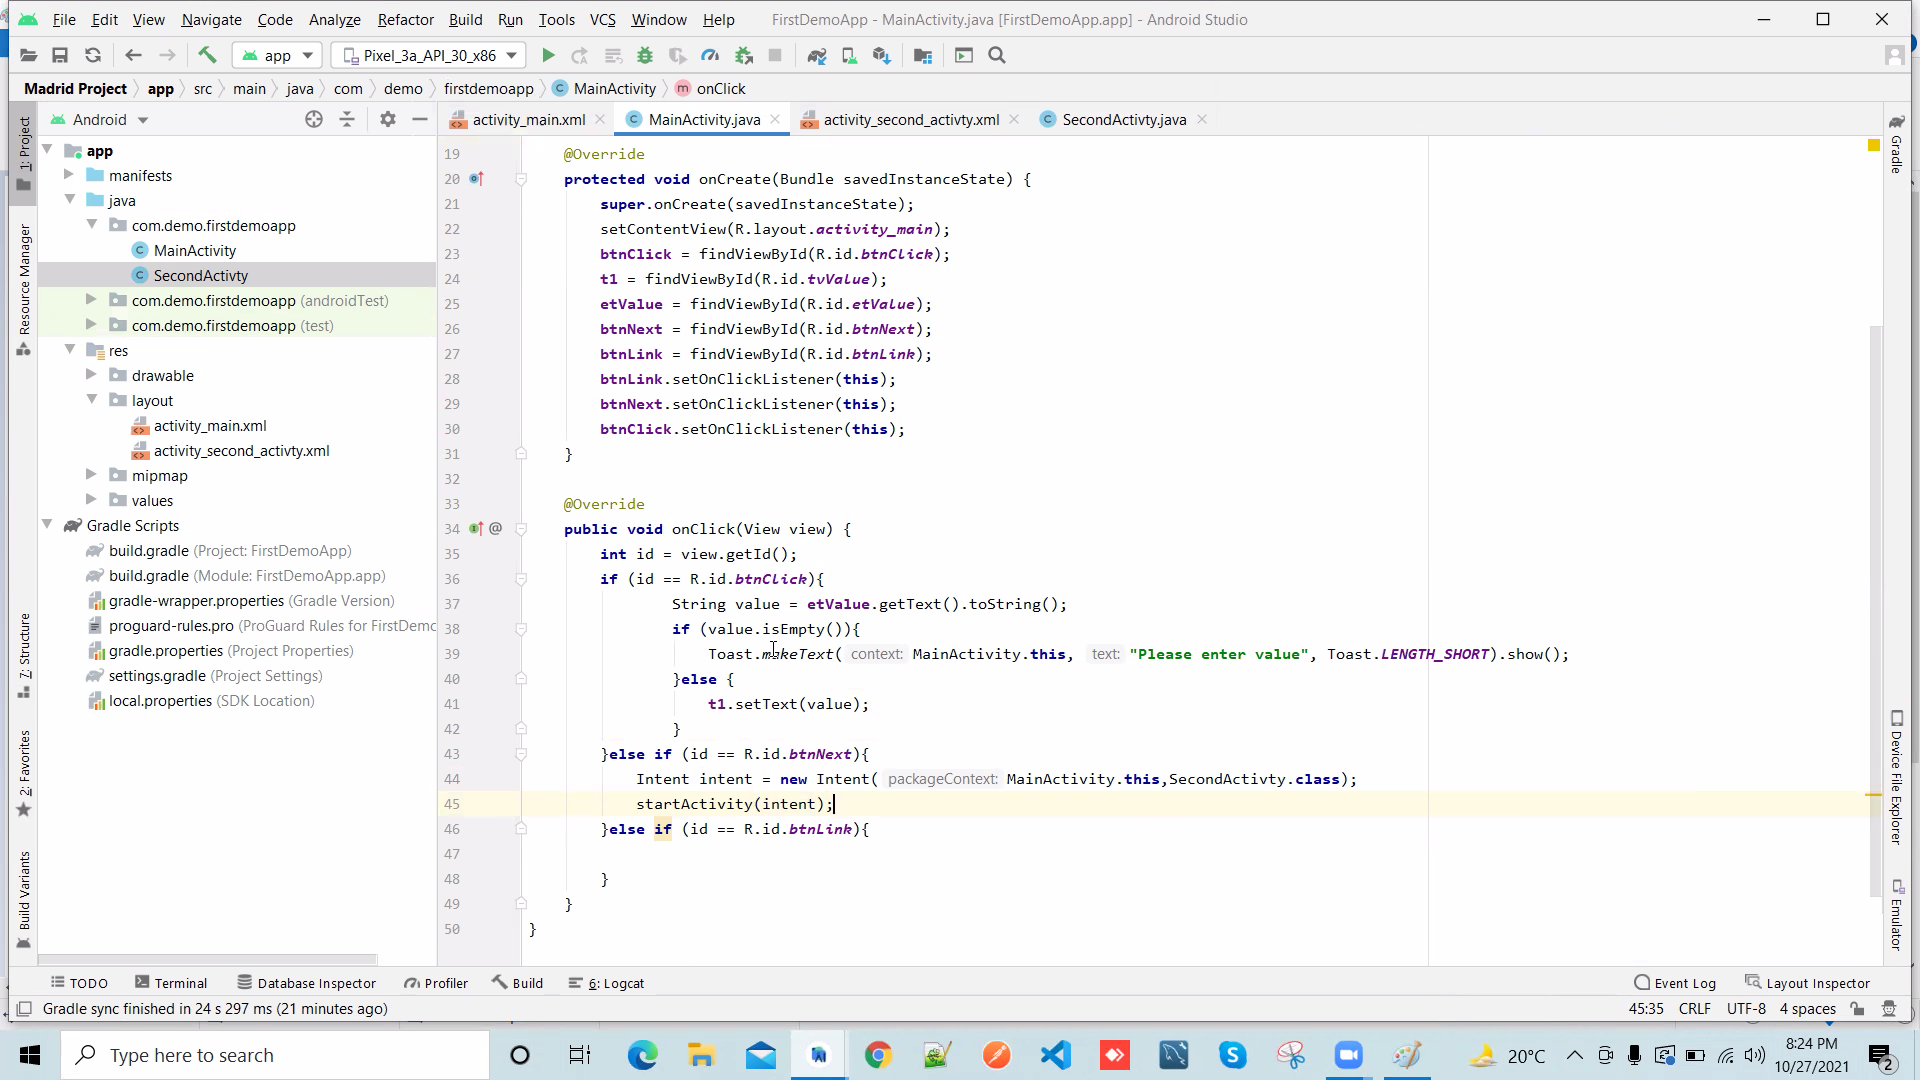 File Edit View Navigate Code Analyze Refactor Build Run Tools VCS Window Help FirstDemoApp - MainActivity.java [FirstDemoApp.app] - Android Studio
app Pixel_3a_API_30_x86
Madrid Project app src main java com demo firstdemoapp MainActivity onClick
Android
activity_main.xml MainActivity.java activity_second_activty.xml SecondActivty.java
1: Project
Resource Manager
7: Structure
2: Favorites
Build Variants
app
manifests
java
com.demo.firstdemoapp
MainActivity
SecondActivty
com.demo.firstdemoapp (androidTest)
com.demo.firstdemoapp (test)
res
drawable
layout
activity_main.xml
activity_second_activty.xml
mipmap
values
Gradle Scripts
build.gradle (Project: FirstDemoApp)
build.gradle (Module: FirstDemoApp.app)
gradle-wrapper.properties (Gradle Version)
proguard-rules.pro (ProGuard Rules for FirstDemo
gradle.properties (Project Properties)
settings.gradle (Project Settings)
local.properties (SDK Location)
19 @Override
20 protected void onCreate(Bundle savedInstanceState) {
21 super.onCreate(savedInstanceState);
22 setContentView(R.layout.activity_main);
23 btnClick = findViewById(R.id.btnClick);
24 t1 = findViewById(R.id.tvValue);
25 etValue = findViewById(R.id.etValue);
26 btnNext = findViewById(R.id.btnNext);
27 btnLink = findViewById(R.id.btnLink);
28 btnLink.setOnClickListener(this);
29 btnNext.setOnClickListener(this);
30 btnClick.setOnClickListener(this);
31 }
32
33 @Override
34 @ public void onClick(View view) {
35 int id = view.getId();
36 if (id == R.id.btnClick){
37 String value = etValue.getText().toString();
38 if (value.isEmpty()){
39 Toast.makeText( context: MainActivity.this, text: "Please enter value", Toast.LENGTH_SHORT).show();
40 }else {
41 t1.setText(value);
42 }
43 }else if (id == R.id.btnNext){
44 Intent intent = new Intent( packageContext: MainActivity.this,SecondActivty.class);
45 startActivity(intent);
46 }else if (id == R.id.btnLink){
47
48 }
49 }
50 }
Gradle
Device File Explorer
Emulator
TODO Terminal Database Inspector Profiler Build 6: Logcat Event Log Layout Inspector
Gradle sync finished in 24 s 297 ms (21 minutes ago) 45:35 CRLF UTF-8 4 spaces
Type here to search 20°C 8:24 PM
10/27/2021 2